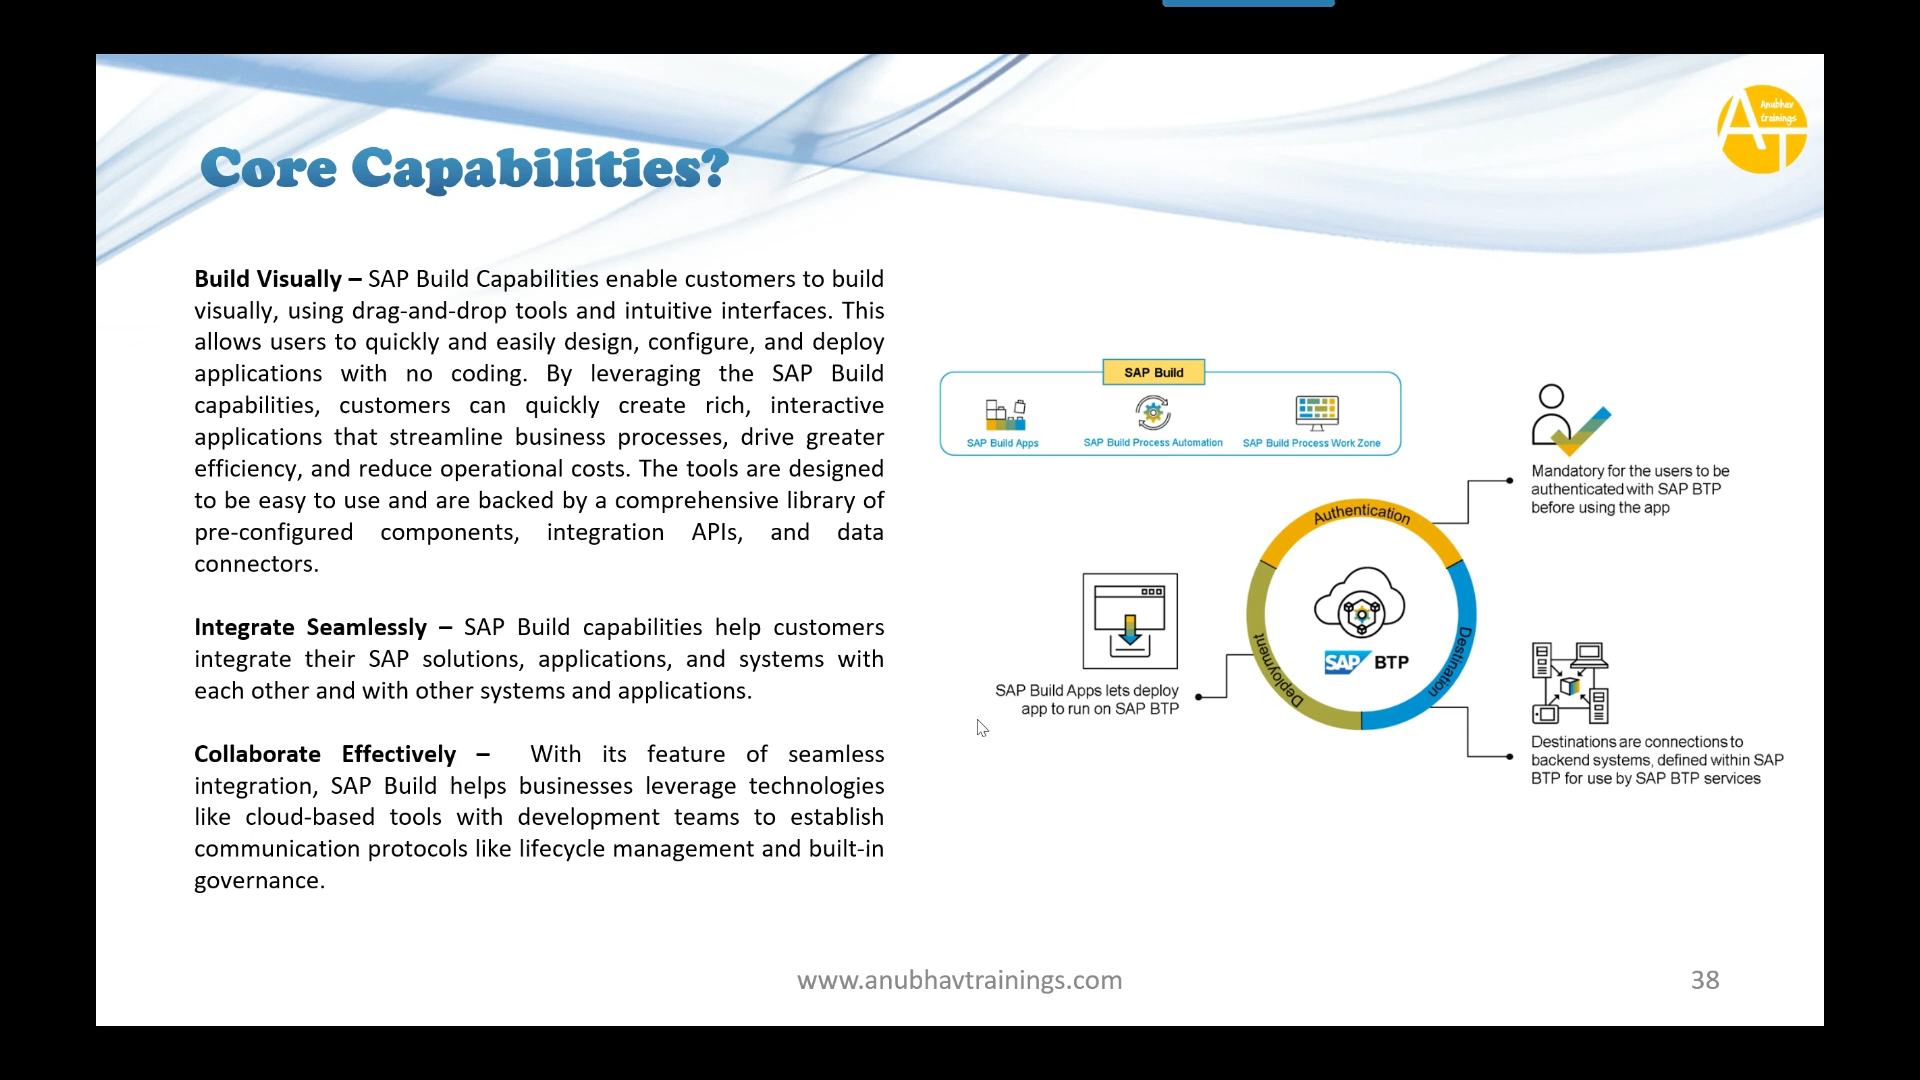 Anubhav
trainings
AT
Core Capabilities?
Build Visually – SAP Build Capabilities enable customers to build
visually, using drag-and-drop tools and intuitive interfaces. This
allows users to quickly and easily design, configure, and deploy
applications with no coding. By leveraging the SAP Build
capabilities, customers can quickly create rich, interactive
applications that streamline business processes, drive greater
efficiency, and reduce operational costs. The tools are designed
to be easy to use and are backed by a comprehensive library of
pre-configured components, integration APIs, and data
connectors.
Integrate Seamlessly – SAP Build capabilities help customers
integrate their SAP solutions, applications, and systems with
each other and with other systems and applications.
Collaborate Effectively – With its feature of seamless
integration, SAP Build helps businesses leverage technologies
like cloud-based tools with development teams to establish
communication protocols like lifecycle management and built-in
governance.
SAP Build
SAP Build Apps
SAP Build Process Automation
SAP Build Process Work Zone
Mandatory for the users to be
authenticated with SAP BTP
before using the app
Authentication
Deployment
Destination
SAP BTP
SAP Build Apps lets deploy
app to run on SAP BTP
Destinations are connections to
backend systems, defined within SAP
BTP for use by SAP BTP services
www.anubhavtrainings.com
38